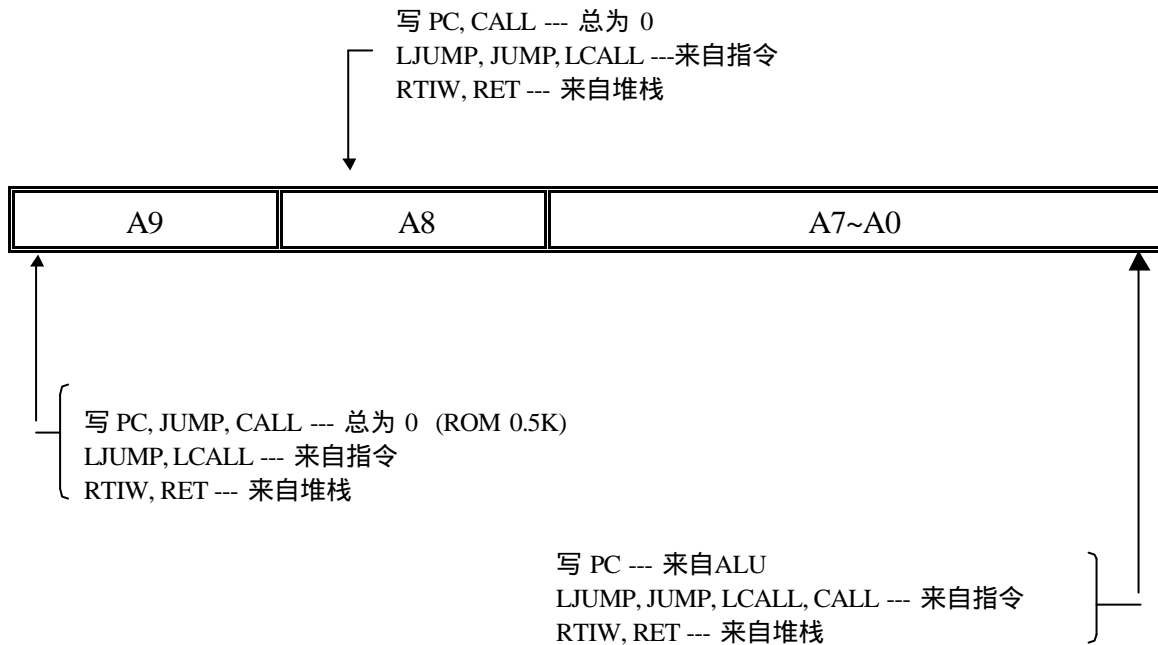 写 PC, CALL --- 总为 0
LJUMP, JUMP, LCALL ---来自指令
RTIW, RET --- 来自堆栈
A9 A8 A7~A0
写 PC, JUMP, CALL --- 总为 0 (ROM 0.5K)
LJUMP, LCALL --- 来自指令
RTIW, RET --- 来自堆栈
写 PC --- 来自ALU
LJUMP, JUMP, LCALL, CALL --- 来自指令
RTIW, RET --- 来自堆栈